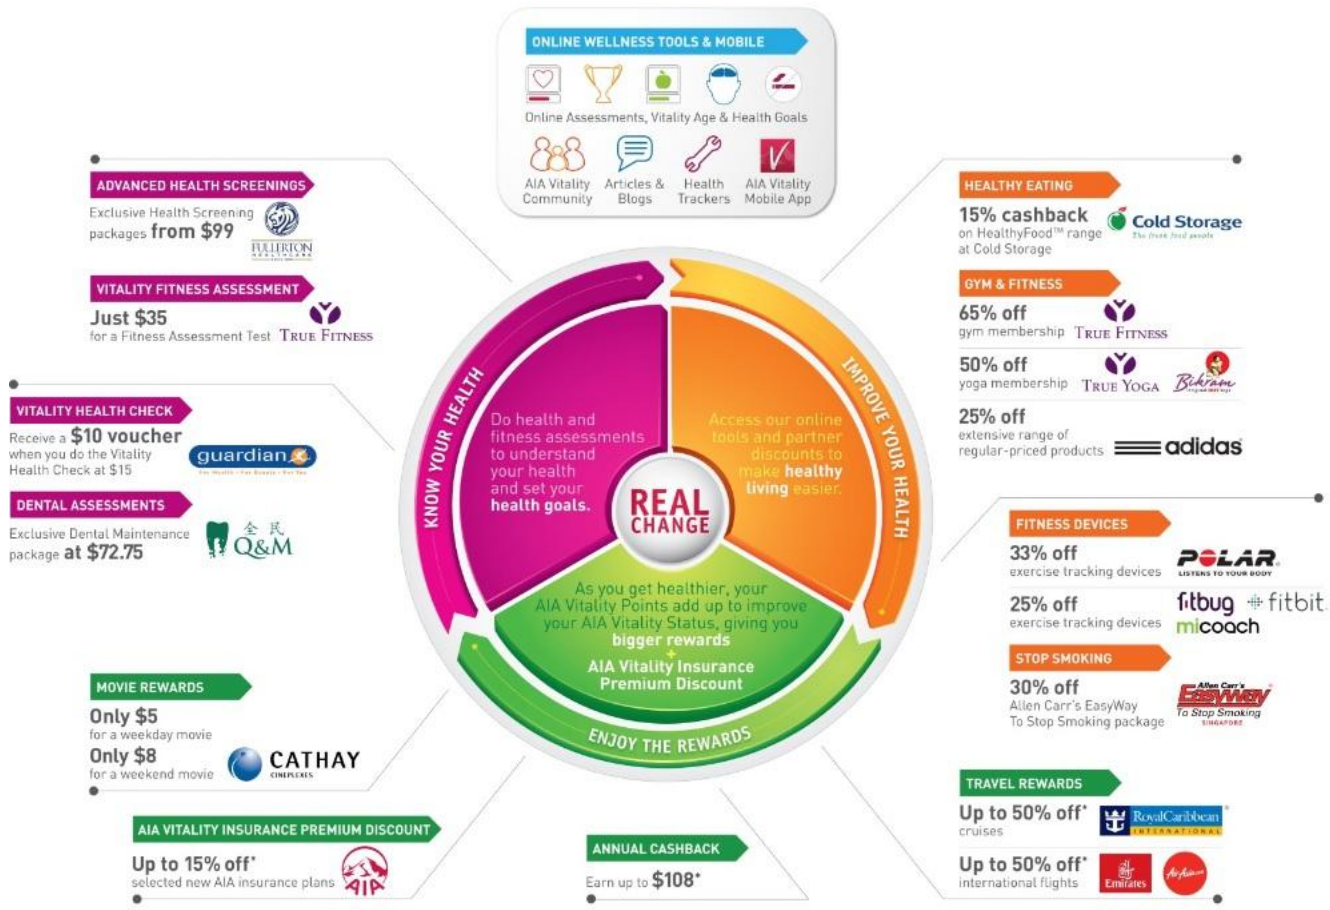 ONLINE WELLNESS TOOLS & MOBILE
Online Assessments, Vitality Age & Health Goals
AIA Vitality Community
Articles & Blogs
Health Trackers
AIA Vitality Mobile App
ADVANCED HEALTH SCREENINGS
Exclusive Health Screening
packages from $99
FULLERTON
HEALTHCARE
VITALITY FITNESS ASSESSMENT
Just $35
for a Fitness Assessment Test
TRUE FITNESS
VITALITY HEALTH CHECK
Receive a $10 voucher
when you do the Vitality
Health Check at $15
guardian
DENTAL ASSESSMENTS
Exclusive Dental Maintenance
package at $72.75
全民
Q&M
HEALTHY EATING
15% cashback
on HealthyFood™ range
at Cold Storage
Cold Storage
The fresh food people
GYM & FITNESS
65% off
gym membership
TRUE FITNESS
50% off
yoga membership
TRUE YOGA
Bikram
25% off
extensive range of
regular-priced products
adidas
FITNESS DEVICES
33% off
exercise tracking devices
POLAR
LISTENS TO YOUR BODY
25% off
exercise tracking devices
fitbug
fitbit
micoach
STOP SMOKING
30% off
Allen Carr's EasyWay
To Stop Smoking package
Allen Carr's
Easyway
To Stop Smoking
SINGAPORE
KNOW YOUR HEALTH
Do health and
fitness assessments
to understand
your health
and set your
health goals.
IMPROVE YOUR HEALTH
Access our online
tools and partner
discounts to
make healthy
living easier.
REAL
CHANGE
As you get healthier, your
AIA Vitality Points add up to improve
your AIA Vitality Status, giving you
bigger rewards
+
AIA Vitality Insurance
Premium Discount
ENJOY THE REWARDS
MOVIE REWARDS
Only $5
for a weekday movie
Only $8
for a weekend movie
CATHAY
CINEPLEXES
AIA VITALITY INSURANCE PREMIUM DISCOUNT
Up to 15% off*
selected new AIA insurance plans
AIA
ANNUAL CASHBACK
Earn up to $108*
TRAVEL REWARDS
Up to 50% off*
cruises
RoyalCaribbean
INTERNATIONAL
Up to 50% off*
international flights
Emirates
AirAsia.com